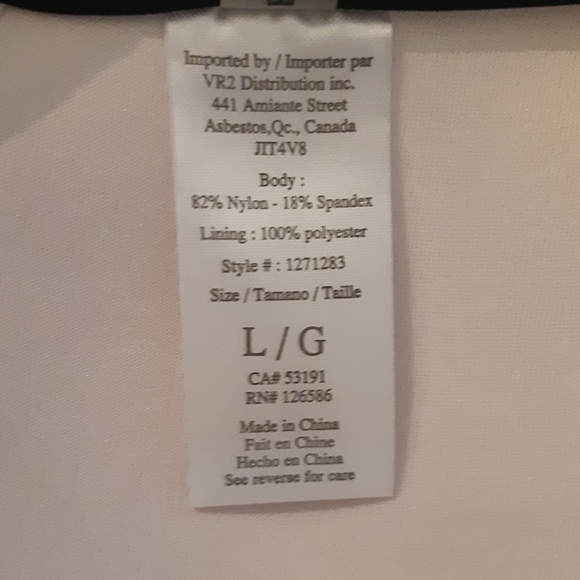 Imported by / Importer par
VR2 Distribution inc.
441 Amiante Street
Asbestos,Qc., Canada
J1T4V8
Body :
82% Nylon - 18% Spandex
Lining : 100% polyester
Style # : 1271283
Size / Tamano / Taille
L / G
CA# 53191
RN# 126586
Made in China
Fait en Chine
Hecho en China
See reverse for care